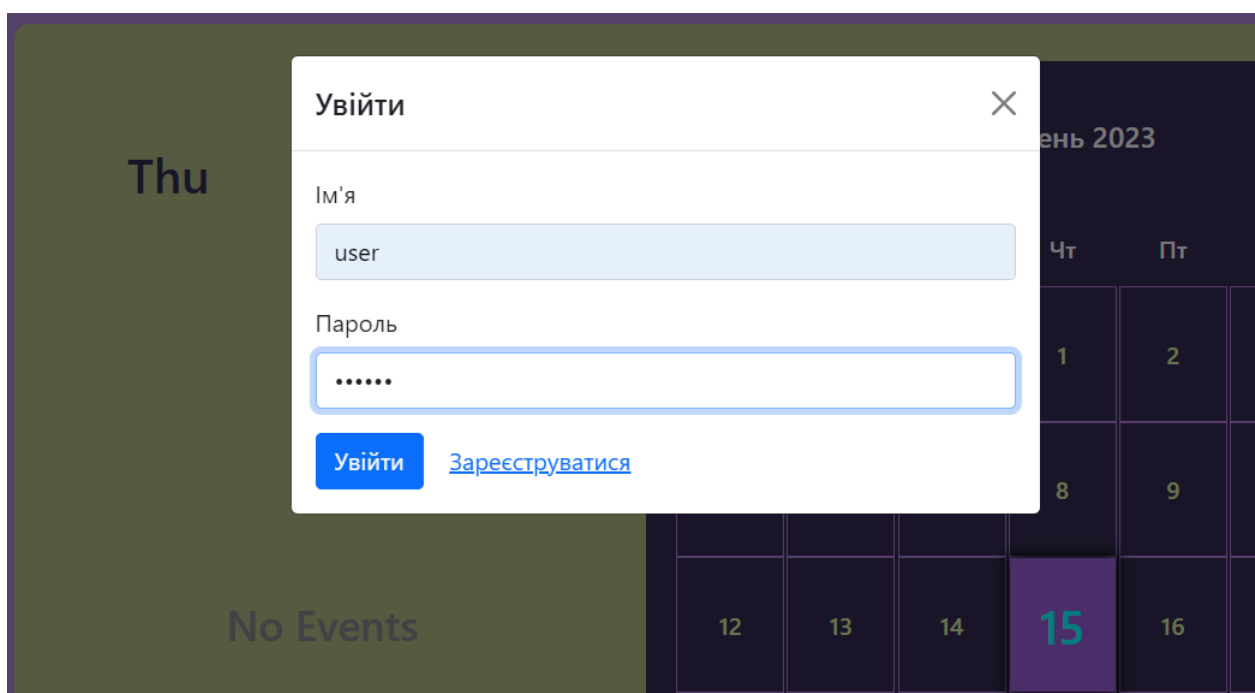 Увійти
Thu
ень 2023
Ім'я
user
Чт Пт
Пароль
••••••
1 2
Увійти Зареєструватися
8 9
No Events
12 13 14 15 16